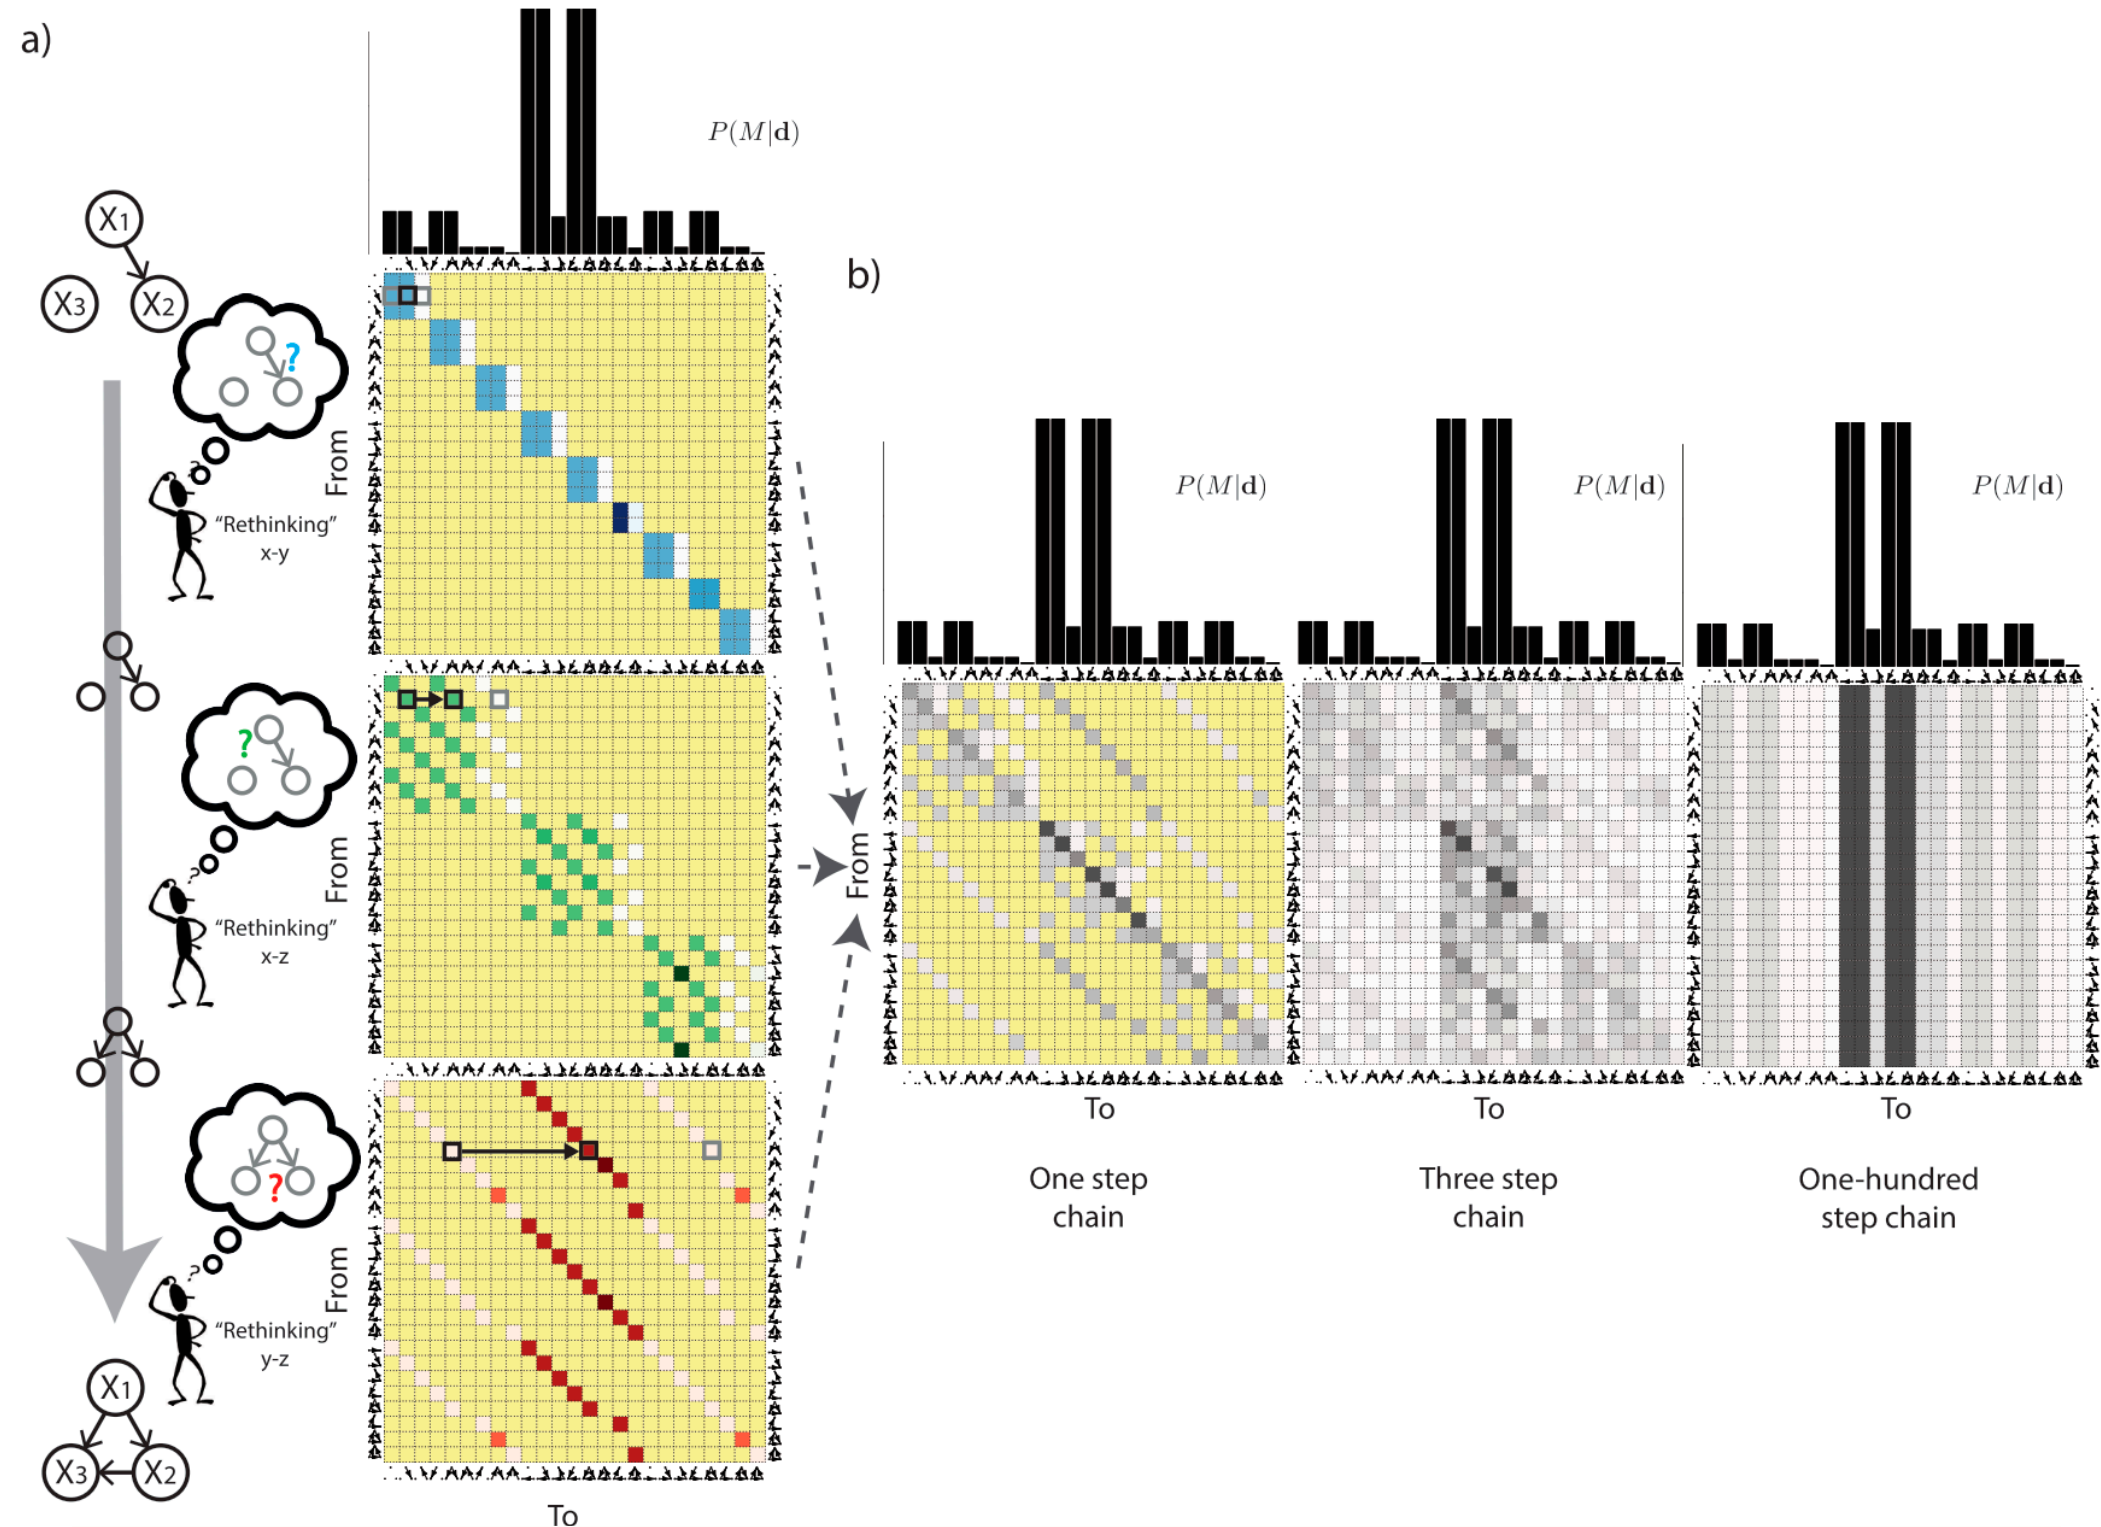 a)
P(M|d)
X1
X3 X2
?
From
?
"Rethinking"
x-y
?
From
?
"Rethinking"
x-z
?
From
?
"Rethinking"
y-z
X1
X3 X2
To
b)
P(M|d) P(M|d) P(M|d)
From
To To To
One step Three step One-hundred
chain chain step chain